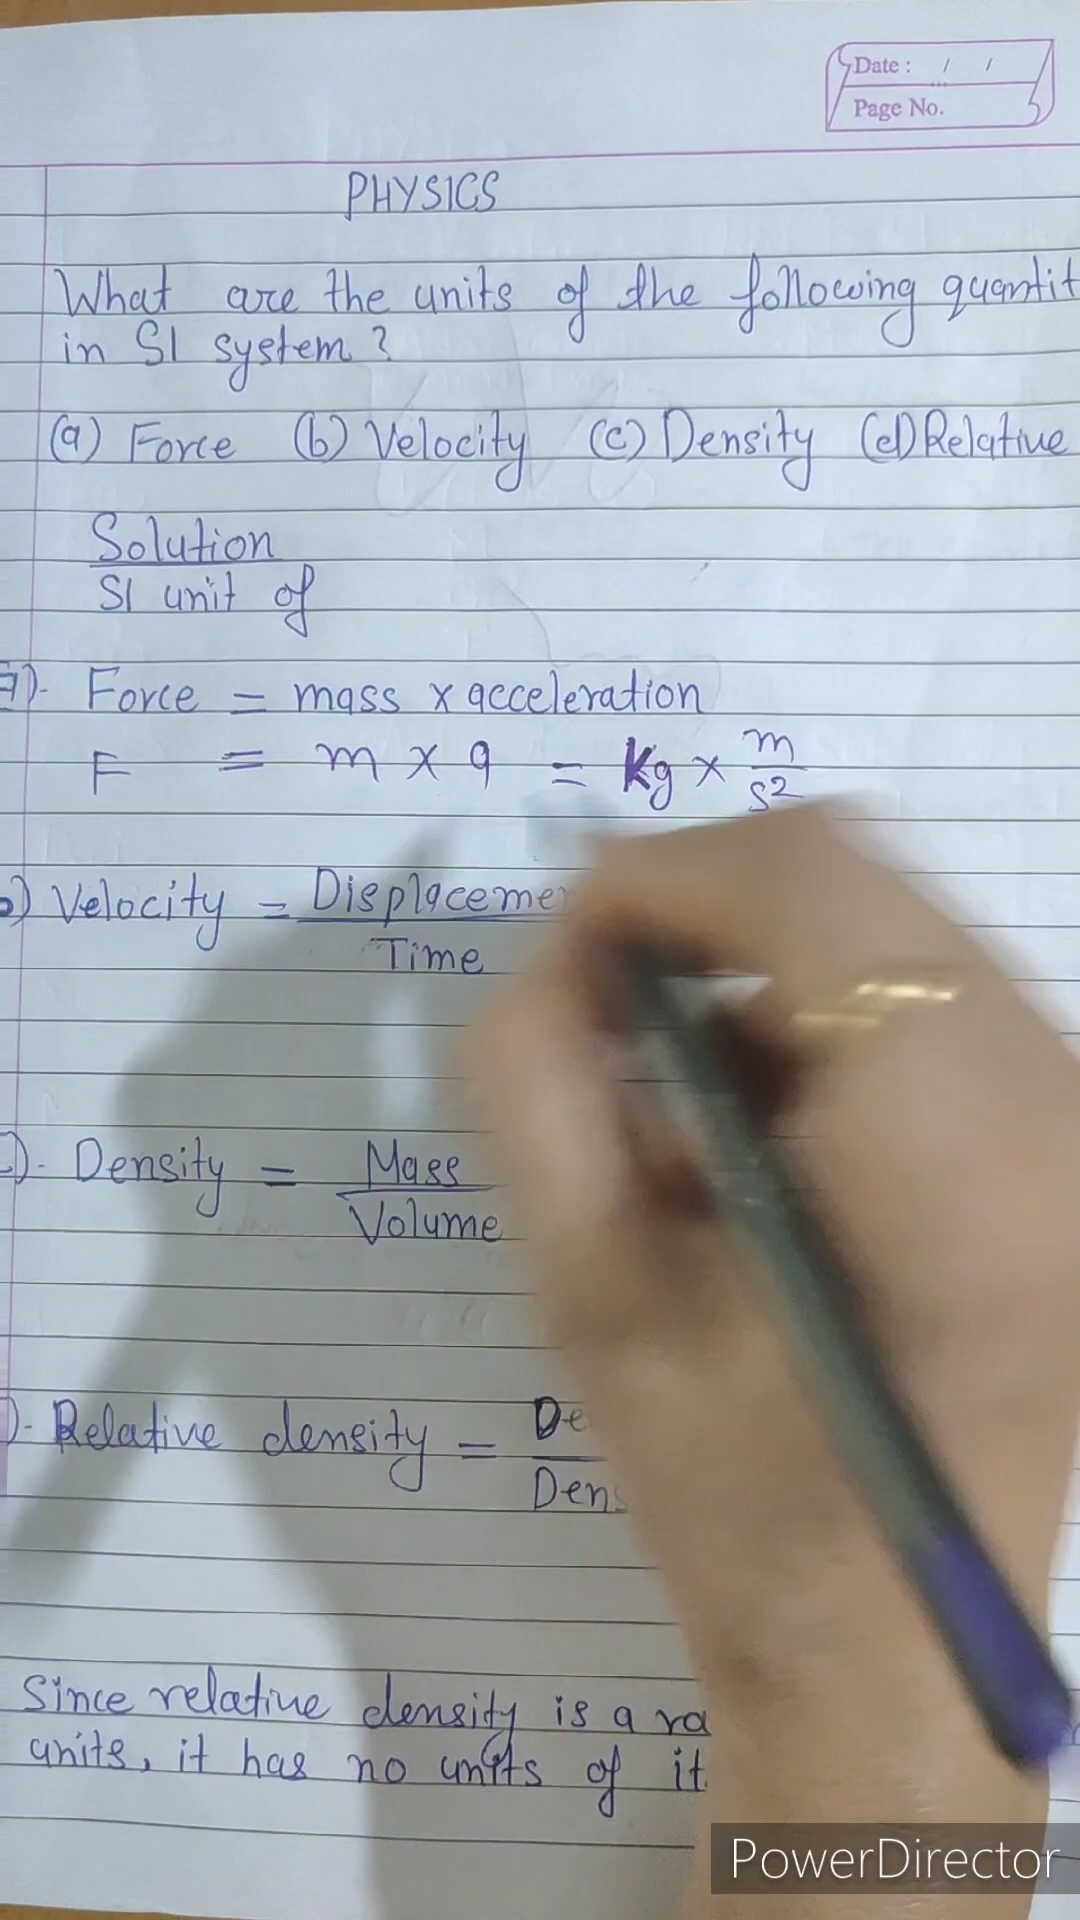 Date : / /
Page No.
PHYSICS
What are the units of the following quantit
in SI system?
(a) Force (b) Velocity (c) Density (d) Relative
Solution
SI unit of
a)- Force = mass x acceleration
F = m x a = kg x m/s²
b) Velocity = Displaceme
Time
c)- Density = Mass
Volume
)- Relative density = De
Dens
Since relative density is a ra
units, it has no units of it
PowerDirector